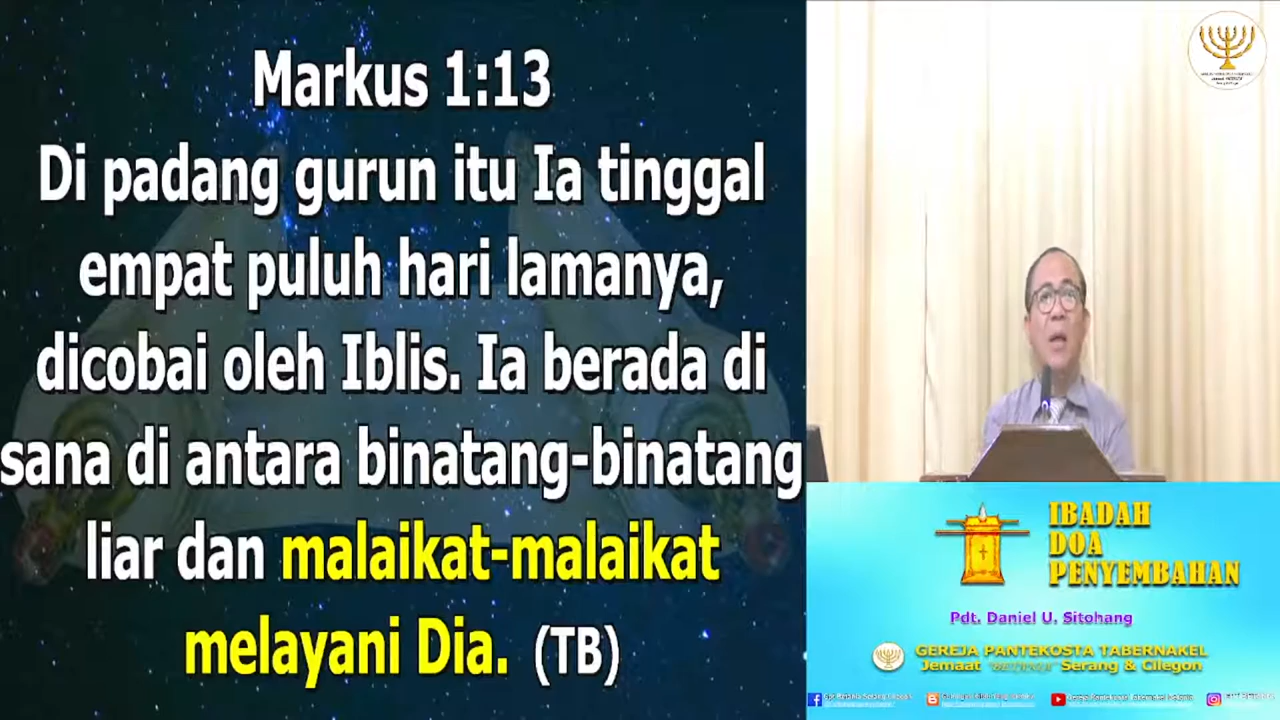 Markus 1:13
Di padang gurun itu Ia tinggal
empat puluh hari lamanya,
dicobai oleh Iblis. Ia berada di
sana di antara binatang-binatang
liar dan malaikat-malaikat
melayani Dia. (TB)
IBADAH
DOA
PENYEMBAHAN
Pdt. Daniel U. Sitohang
GEREJA PANTEKOSTA TABERNAKEL
Jemaat Serang & Cilegon